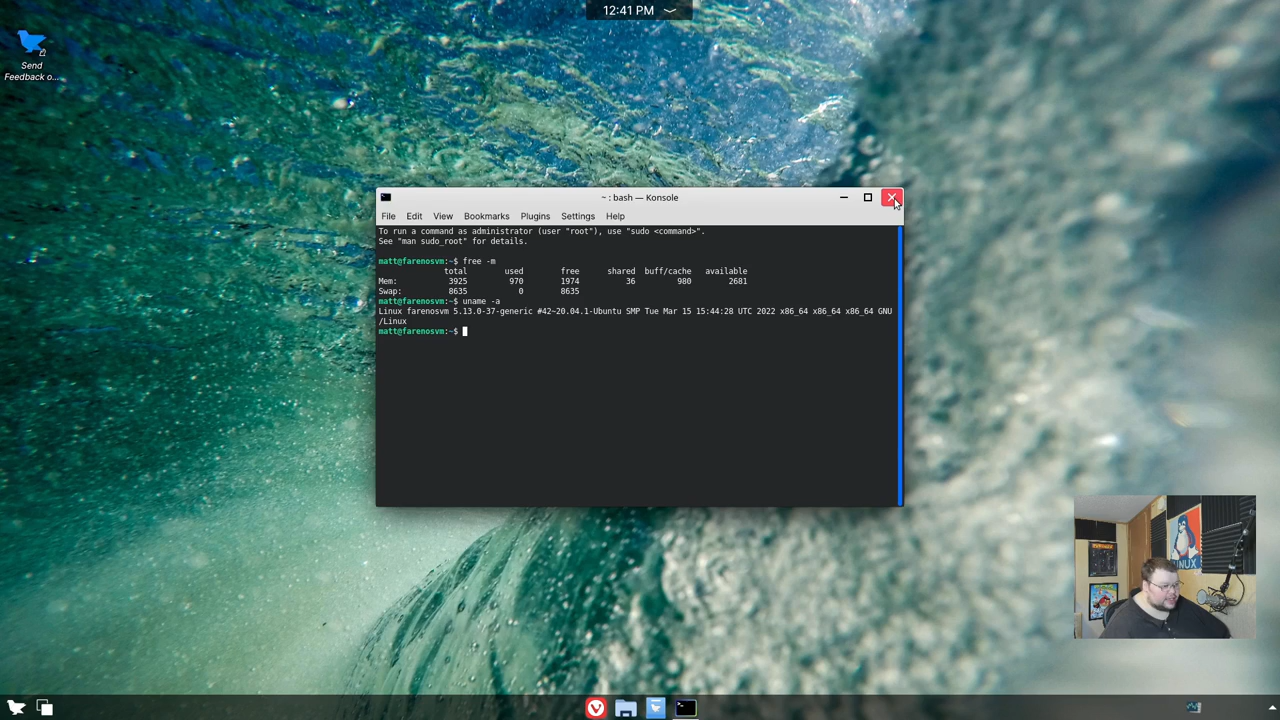 12:41 PM
Send
Feedback o...
~ : bash — Konsole
File Edit View Bookmarks Plugins Settings Help
To run a command as administrator (user "root"), use "sudo <command>".
See "man sudo_root" for details.
matt@farenosvm:~$ free -m
total used free shared buff/cache available
Mem: 3925 970 1974 36 980 2681
Swap: 8635 0 8635
matt@farenosvm:~$ uname -a
Linux farenosvm 5.13.0-37-generic #42~20.04.1-Ubuntu SMP Tue Mar 15 15:44:28 UTC 2022 x86_64 x86_64 x86_64 GNU
/Linux
matt@farenosvm:~$
LINUX